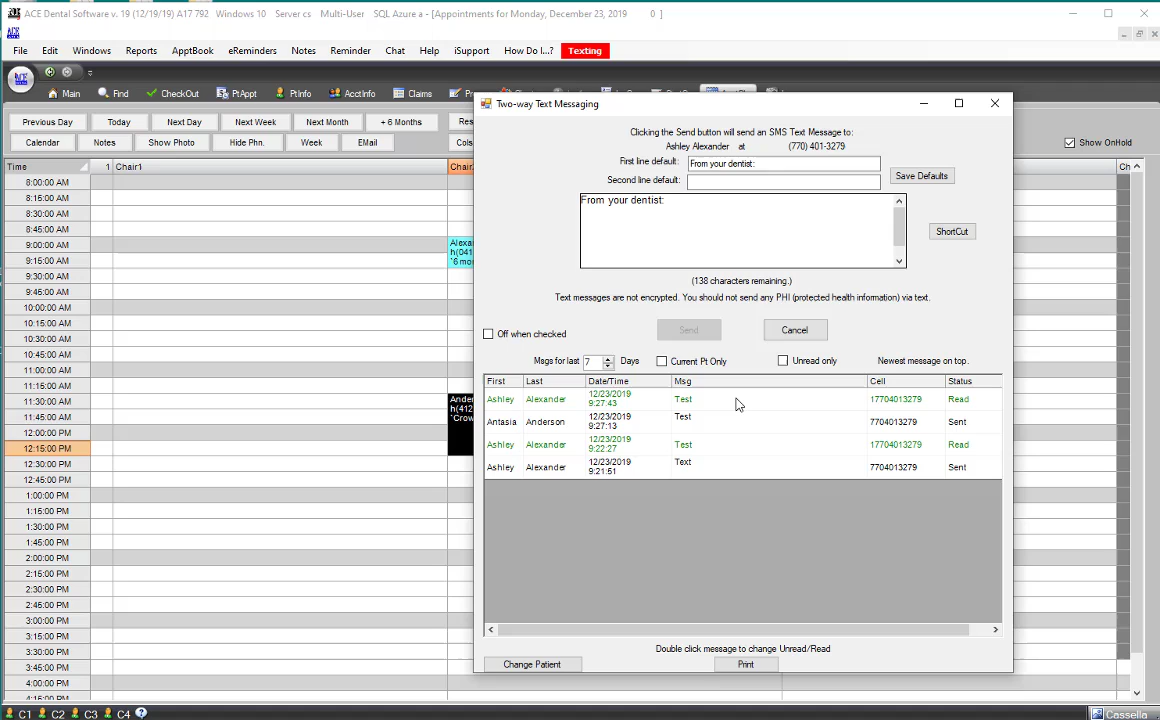 ACE Dental Software v. 19 (12/19/19) A17 792 Windows 10 Server cs Multi-User SQL Azure a - [Appointments for Monday, December 23, 2019 0 ]
File Edit Windows Reports ApptBook eReminders Notes Reminder Chat Help iSupport How Do I...? Texting
Main Find CheckOut PtAppt PtInfo AcctInfo Claims
Two-way Text Messaging
Previous Day Today Next Day Next Week Next Month + 6 Months
Calendar Notes Show Photo Hide Phn. Week EMail
Show OnHold
Time 1 Chair1 Chair Ch
8:00:00 AM
8:15:00 AM
8:30:00 AM
8:45:00 AM
9:00:00 AM
9:15:00 AM
9:30:00 AM
9:45:00 AM
10:00:00 AM
10:15:00 AM
10:30:00 AM
10:45:00 AM
11:00:00 AM
11:15:00 AM
11:30:00 AM
11:45:00 AM
12:00:00 PM
12:15:00 PM
12:30:00 PM
12:45:00 PM
1:00:00 PM
1:15:00 PM
1:30:00 PM
1:45:00 PM
2:00:00 PM
2:15:00 PM
2:30:00 PM
2:45:00 PM
3:00:00 PM
3:15:00 PM
3:30:00 PM
3:45:00 PM
4:00:00 PM
4:15:00 PM
Alexa
h(041
`6 mo
Ander
h(412
`Crow
Clicking the Send button will send an SMS Text Message to:
Ashley Alexander at (770) 401-3279
First line default: From your dentist:
Second line default:
Save Defaults
From your dentist:
ShortCut
(138 characters remaining.)
Text messages are not encrypted. You should not send any PHI (protected health information) via text.
Off when checked Send Cancel
Msgs for last 7 Days Current Pt Only Unread only Newest message on top.
First Last Date/Time Msg Cell Status
Ashley Alexander 12/23/2019 9:27:43 Test 17704013279 Read
Antasia Anderson 12/23/2019 9:27:13 Test 7704013279 Sent
Ashley Alexander 12/23/2019 9:22:27 Test 17704013279 Read
Ashley Alexander 12/23/2019 9:21:51 Text 7704013279 Sent
Double click message to change Unread/Read
Change Patient Print
C1 C2 C3 C4
Cassella